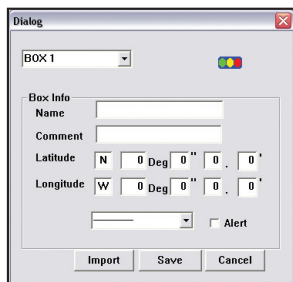 Dialog
BOX 1
Box Info
Name
Comment
Latitude N 0 Deg 0 " 0 . 0 '
Longitude W 0 Deg 0 " 0 . 0 '
Alert
Import Save Cancel